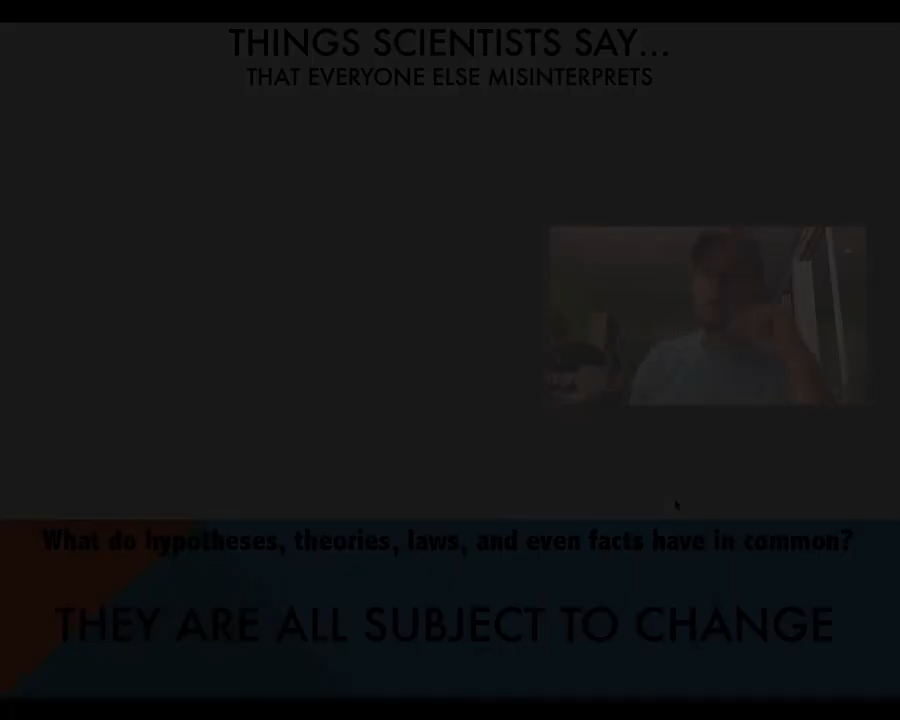 THINGS SCIENTISTS SAY...
THAT EVERYONE ELSE MISINTERPRETS
What do hypotheses, theories, laws, and even facts have in common?
THEY ARE ALL SUBJECT TO CHANGE